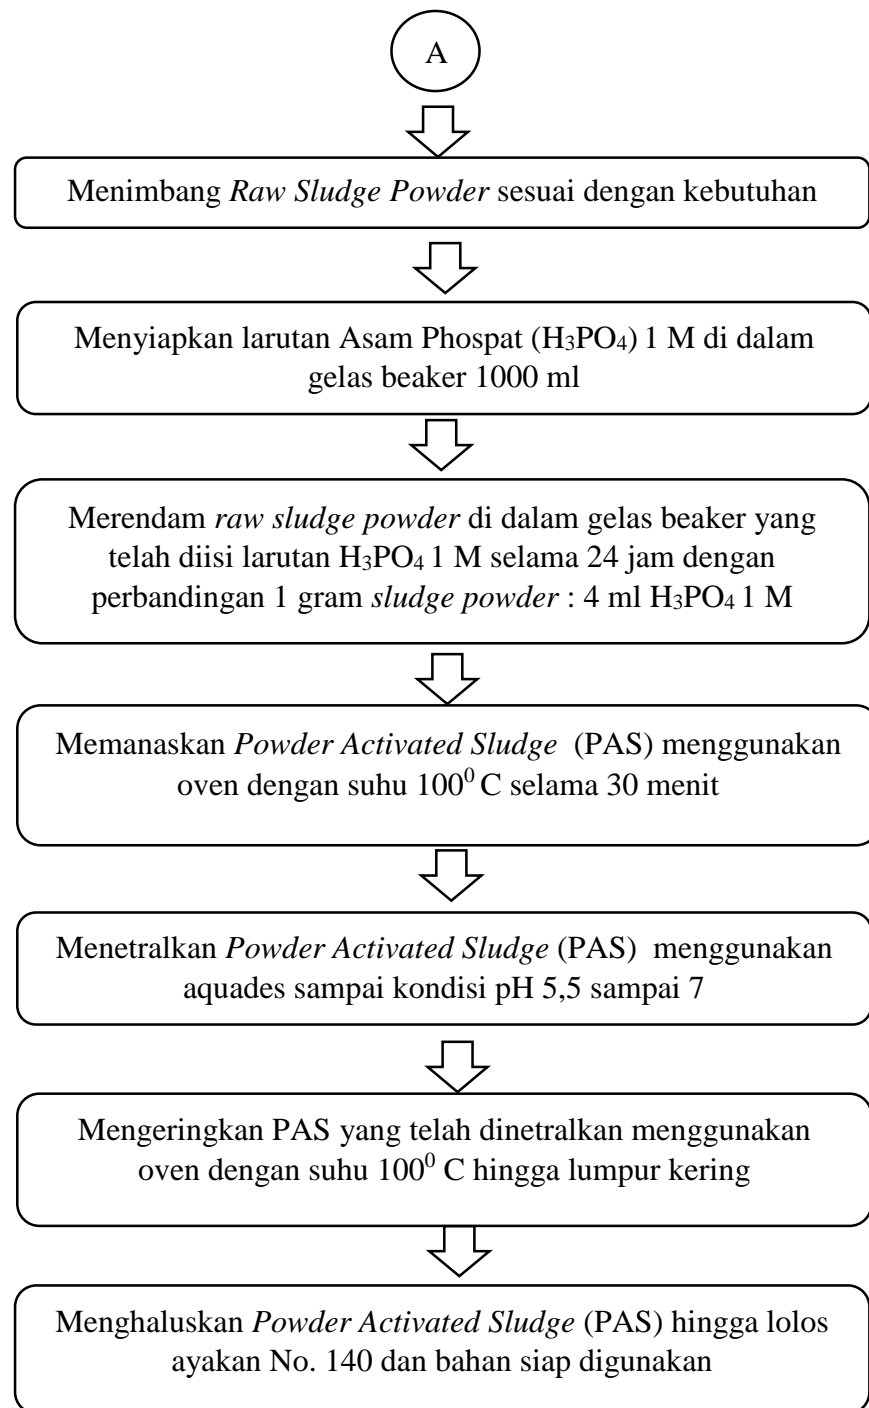 A
Menimbang Raw Sludge Powder sesuai dengan kebutuhan
Menyiapkan larutan Asam Phospat (H₃PO₄) 1 M di dalam
gelas beaker 1000 ml
Merendam raw sludge powder di dalam gelas beaker yang
telah diisi larutan H₃PO₄ 1 M selama 24 jam dengan
perbandingan 1 gram sludge powder : 4 ml H₃PO₄ 1 M
Memanaskan Powder Activated Sludge (PAS) menggunakan
oven dengan suhu 100⁰ C selama 30 menit
Menetralkan Powder Activated Sludge (PAS) menggunakan
aquades sampai kondisi pH 5,5 sampai 7
Mengeringkan PAS yang telah dinetralkan menggunakan
oven dengan suhu 100⁰ C hingga lumpur kering
Menghaluskan Powder Activated Sludge (PAS) hingga lolos
ayakan No. 140 dan bahan siap digunakan